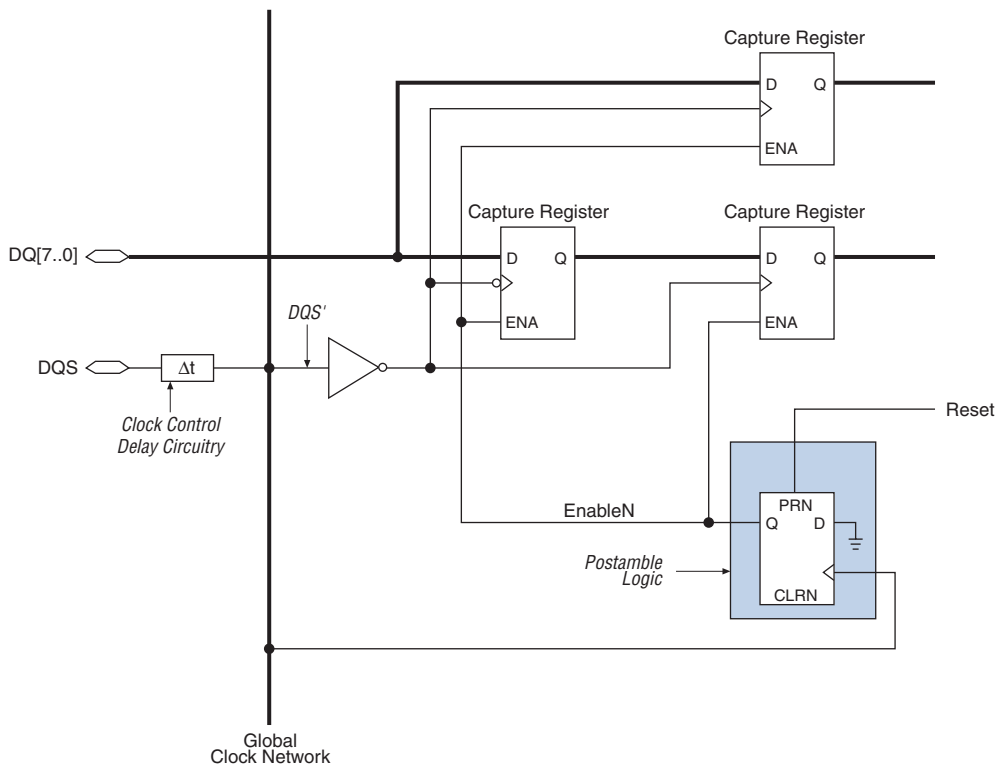 Capture Register
D Q
ENA
Capture Register
D Q
ENA
Capture Register
D Q
ENA
DQ[7..0]
DQS'
DQS
Δt
Clock Control
Delay Circuitry
Reset
PRN
EnableN
Q D
Postamble
Logic
CLRN
Global
Clock Network